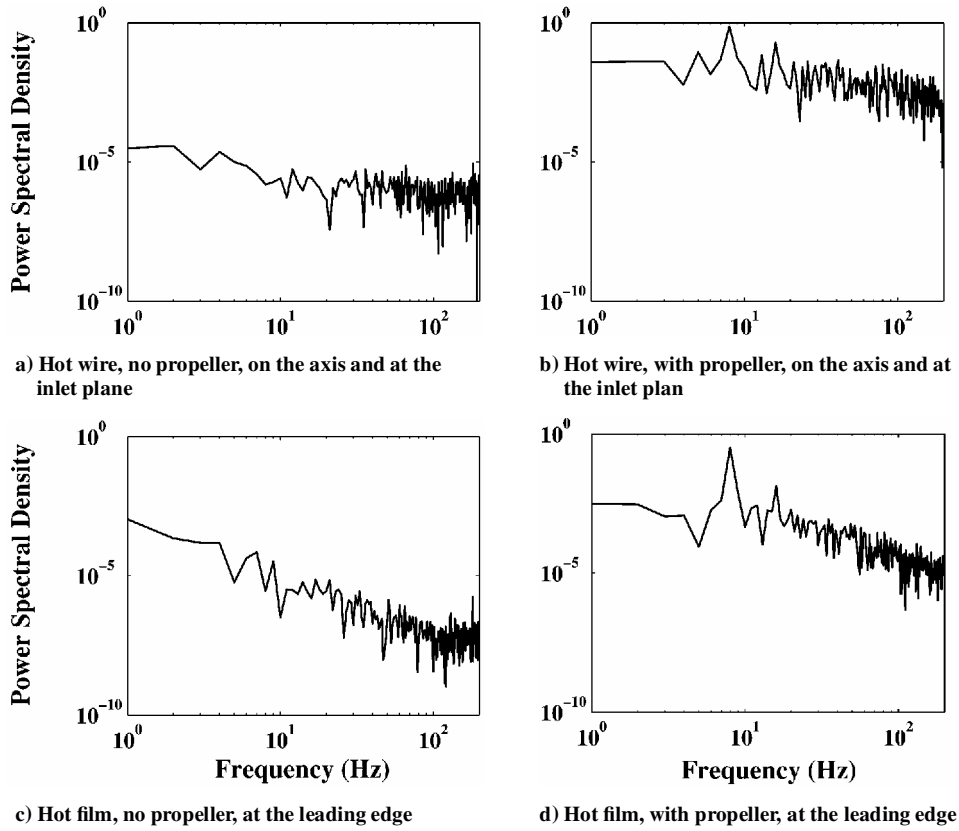 10^0
10^-5
10^-10
10^0
10^1
10^2
Power Spectral Density
a) Hot wire, no propeller, on the axis and at the
inlet plane
10^0
10^-5
10^-10
10^0
10^1
10^2
b) Hot wire, with propeller, on the axis and at
the inlet plan
10^0
10^-5
10^-10
10^0
10^1
10^2
Power Spectral Density
Frequency (Hz)
c) Hot film, no propeller, at the leading edge
10^0
10^-5
10^-10
10^0
10^1
10^2
Frequency (Hz)
d) Hot film, with propeller, at the leading edge